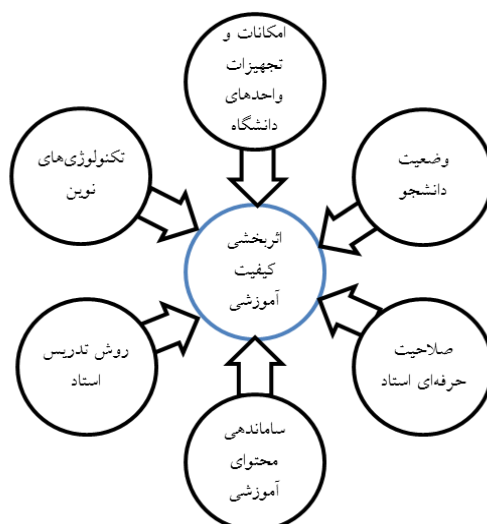 امکانات و
تجهیزات
واحدهای
دانشگاه
وضعیت
دانشجو
تکنولوژی‌های
نوین
اثربخشی
کیفیت
آموزشی
صلاحیت
حرفه‌ای استاد
روش تدریس
استاد
ساماندهی
محتوای
آموزشی